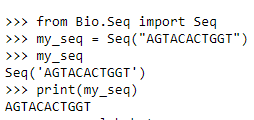 >>> from Bio.Seq import Seq
>>> my_seq = Seq("AGTACACTGGT")
>>> my_seq
Seq('AGTACACTGGT')
>>> print(my_seq)
AGTACACTGGT